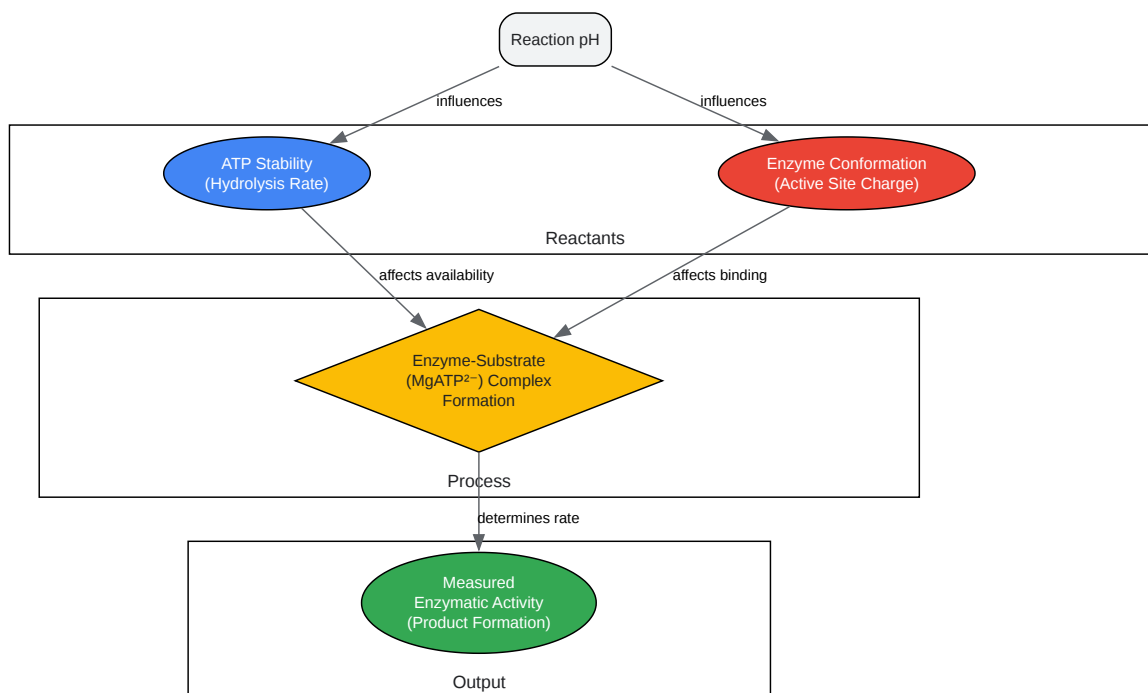 Reaction pH
influences
influences
ATP Stability
(Hydrolysis Rate)
Enzyme Conformation
(Active Site Charge)
Reactants
affects availability
affects binding
Enzyme-Substrate
(MgATP²⁻) Complex
Formation
Process
determines rate
Measured
Enzymatic Activity
(Product Formation)
Output